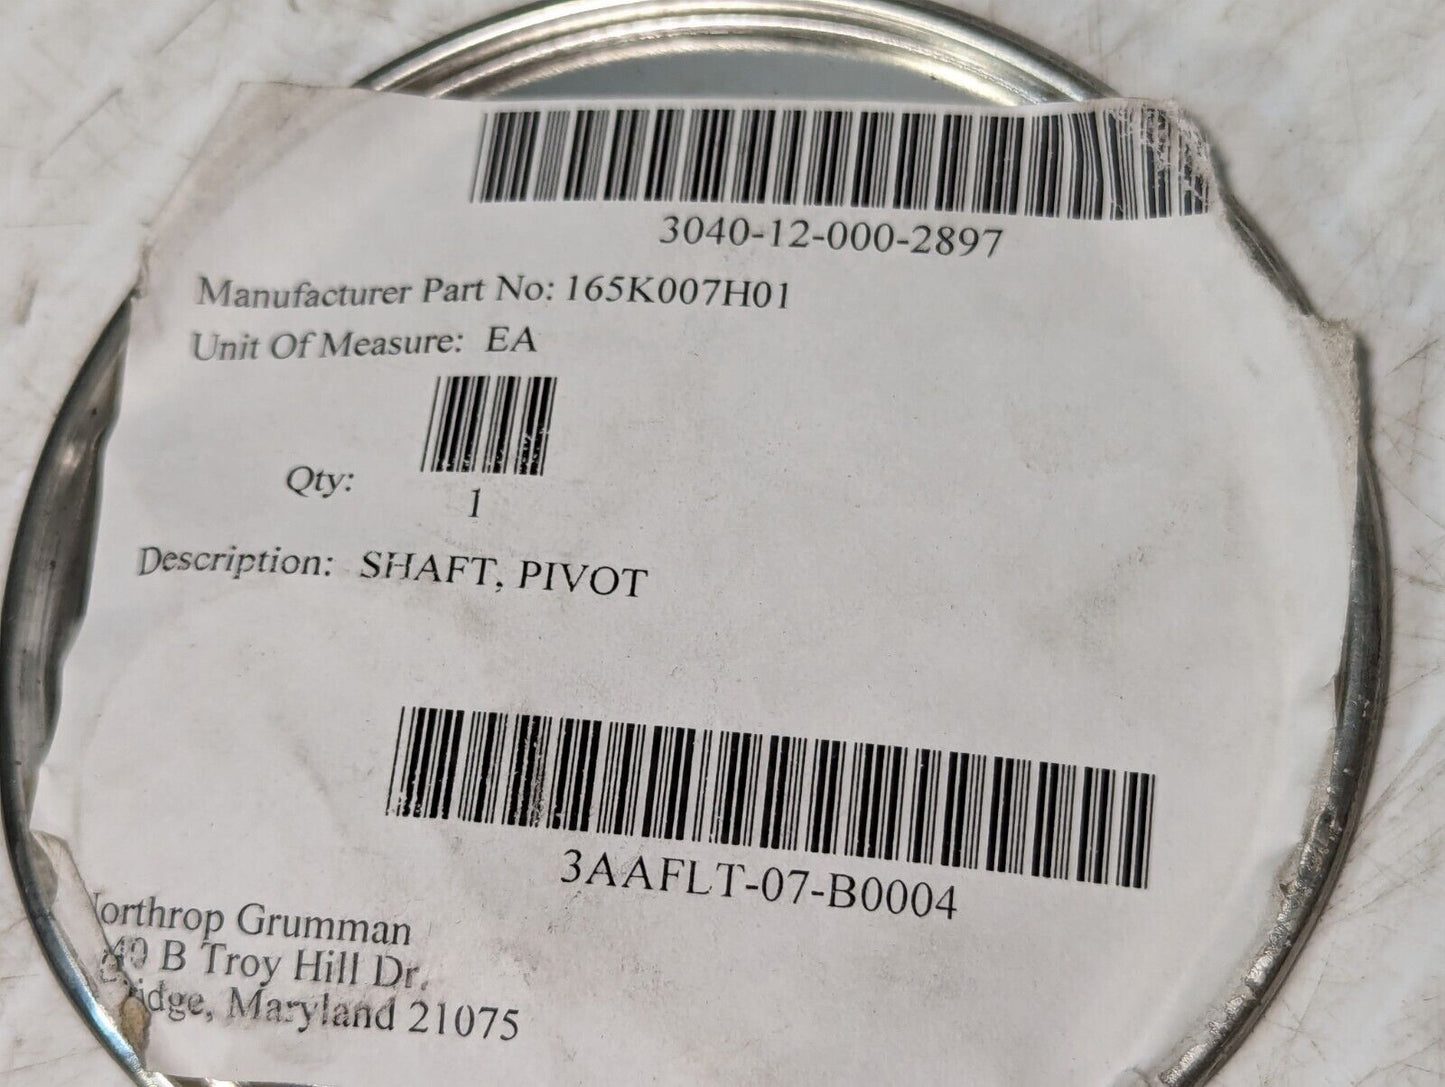 3040-12-000-2897
Manufacturer Part No: 165K007H01
Unit Of Measure: EA
Qty:
1
Description: SHAFT, PIVOT
3AAFLT-07-B0004
Grumman
B Troy Hill Dr.
Maryland 21075